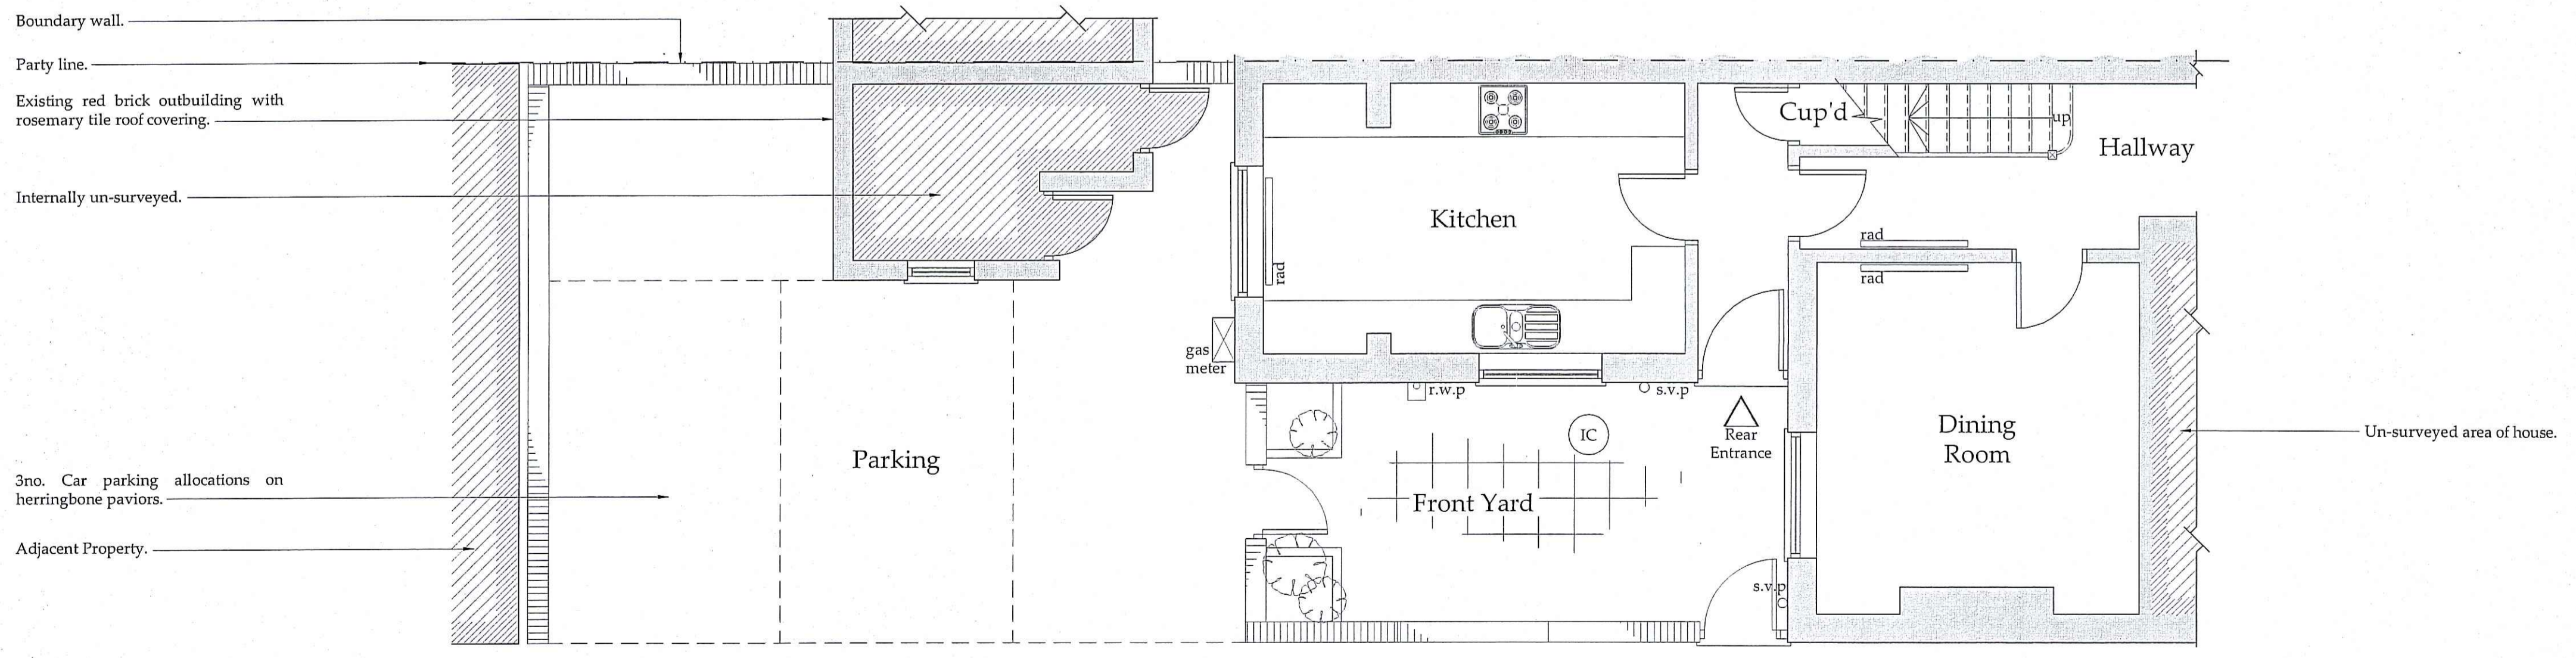 Boundary wall.
Party line.
Existing red brick outbuilding with
rosemary tile roof covering.
Internally un-surveyed.
3no. Car parking allocations on
herringbone paviors.
Adjacent Property.
Parking
gas
meter
Kitchen
rad
r.w.p
s.v.p
IC
Rear
Entrance
Front Yard
s.v.p
Cup'd
up
Hallway
rad
rad
Dining
Room
Un-surveyed area of house.